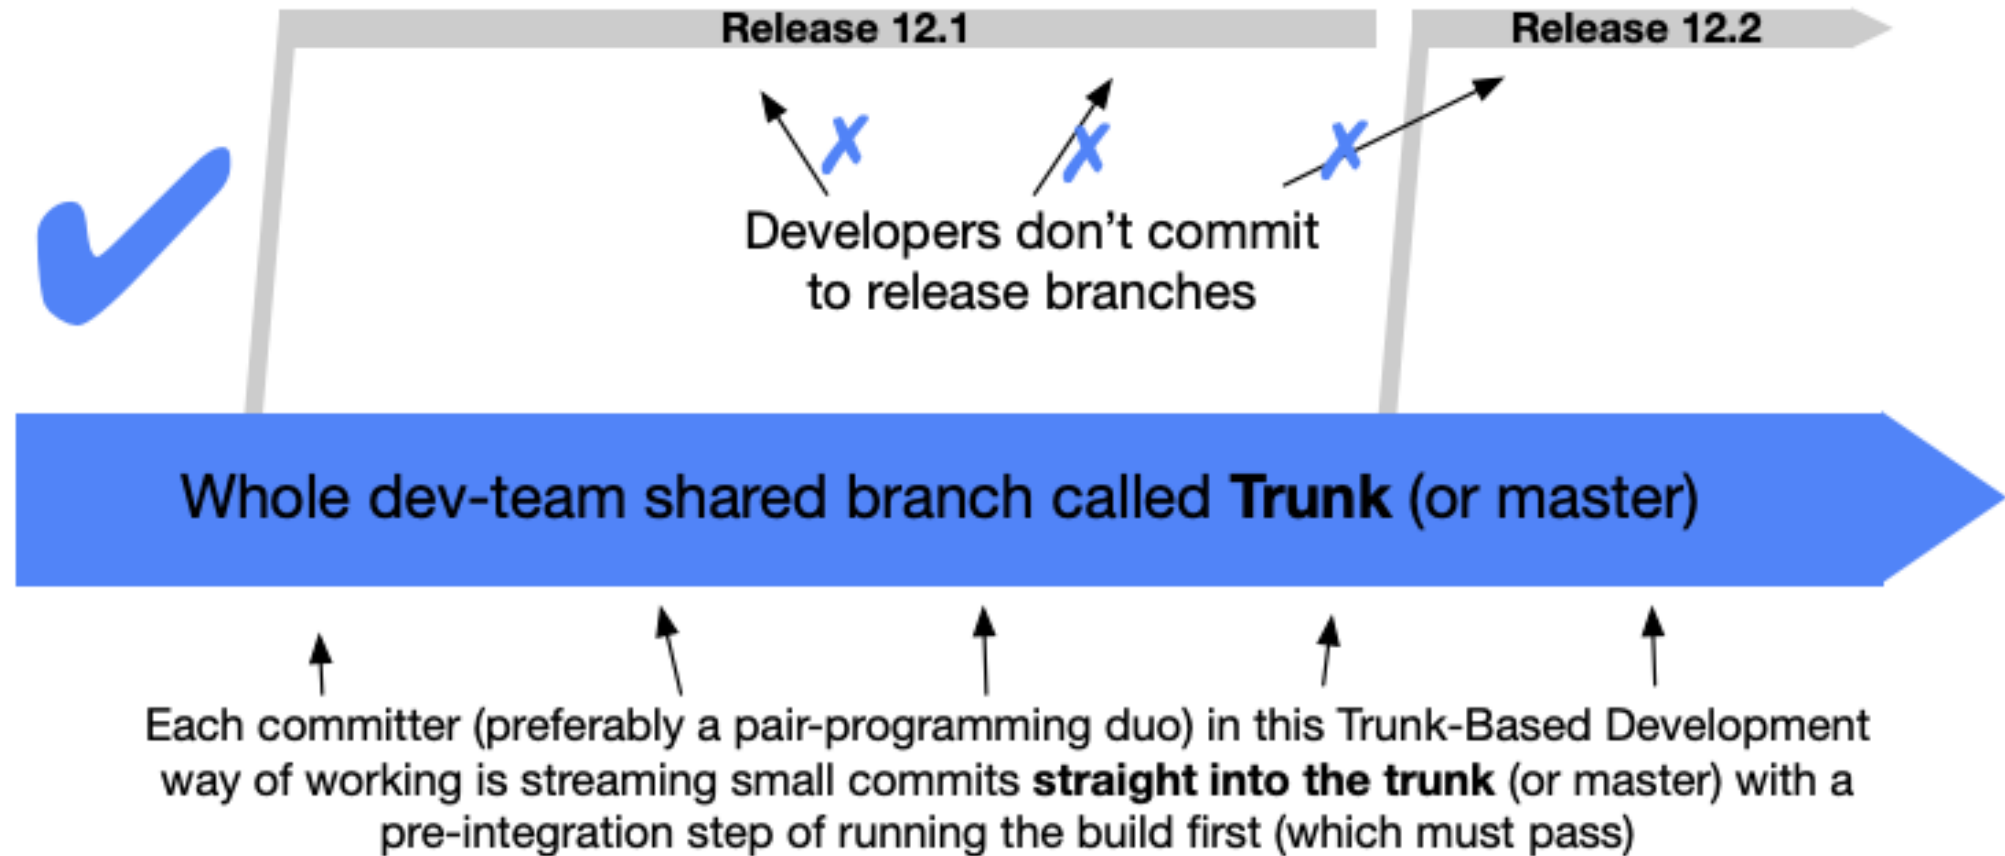 Release 12.1
Release 12.2
Developers don’t commit
to release branches
Whole dev-team shared branch called Trunk (or master)
Each committer (preferably a pair-programming duo) in this Trunk-Based Development
way of working is streaming small commits straight into the trunk (or master) with a
pre-integration step of running the build first (which must pass)